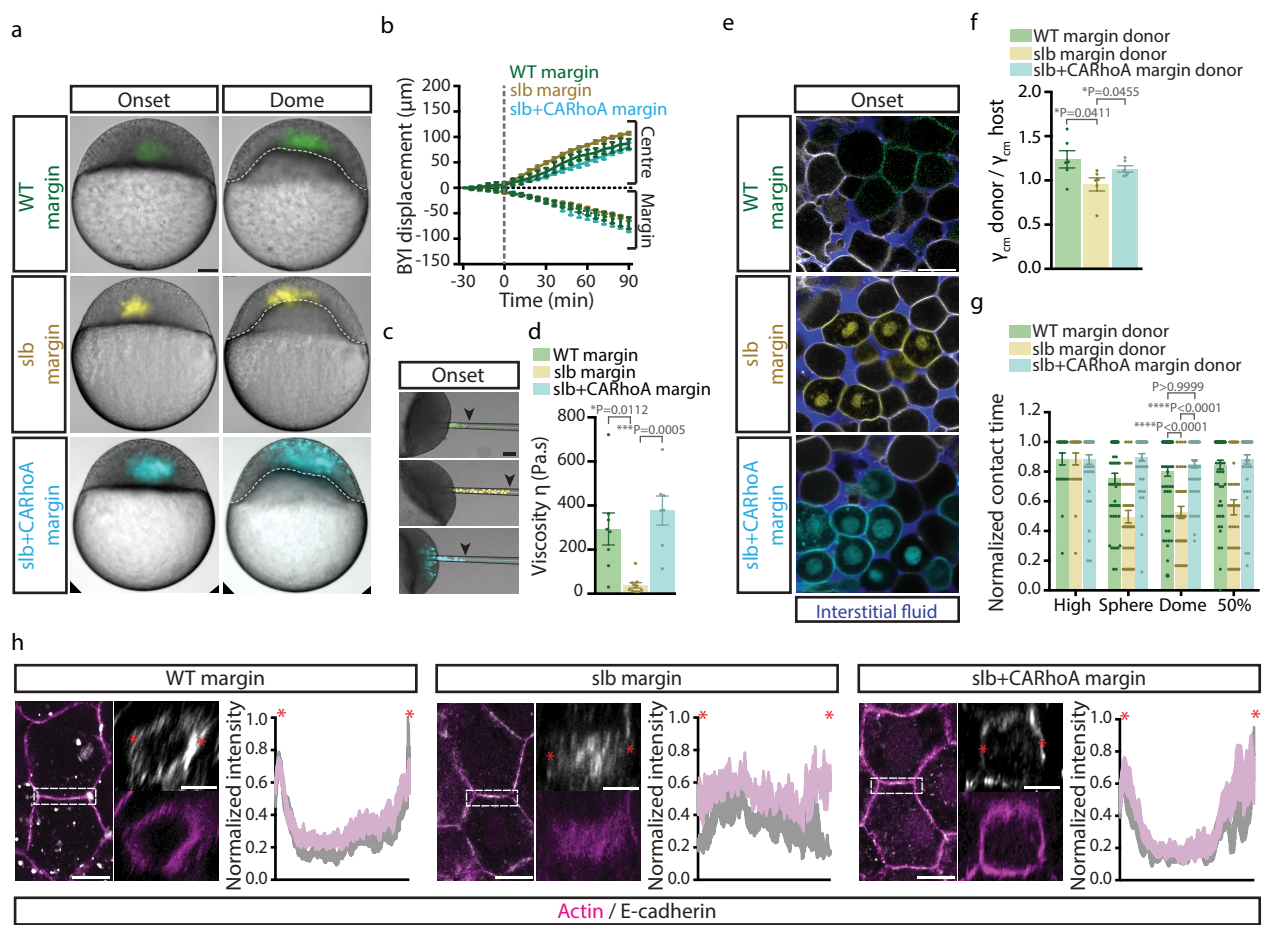 a
Onset
Dome
WT
margin
slb
margin
slb+CARhoA
margin
b
WT margin
slb margin
slb+CARhoA margin
BYI displacement (μm)
200
150
100
50
0
-50
-100
-150
-30 0 30 60 90
Time (min)
Centre
Margin
c
Onset
d
WT margin
slb margin
slb+CARhoA margin
*P=0.0112
***P=0.0005
Viscosity η (Pa.s)
800
600
400
200
0
e
WT
margin
slb
margin
slb+CARhoA
margin
Interstitial fluid
f
WT margin donor
slb margin donor
slb+CARhoA margin donor
*P=0.0455
*P=0.0411
γcm donor / γcm host
2.0
1.5
1.0
0.5
0.0
g
WT margin donor
slb margin donor
slb+CARhoA margin donor
P>0.9999
****P<0.0001
****P<0.0001
Normalized contact time
1.2
1.0
0.8
0.6
0.4
0.2
0.0
High Sphere Dome 50%
h
WT margin
Normalized intensity
1.0
0.8
0.6
0.4
0.2
0.0
* *
* *
slb margin
Normalized intensity
1.0
0.8
0.6
0.4
0.2
0.0
* *
* *
slb+CARhoA margin
Normalized intensity
1.0
0.8
0.6
0.4
0.2
0.0
* *
* *
Actin / E-cadherin